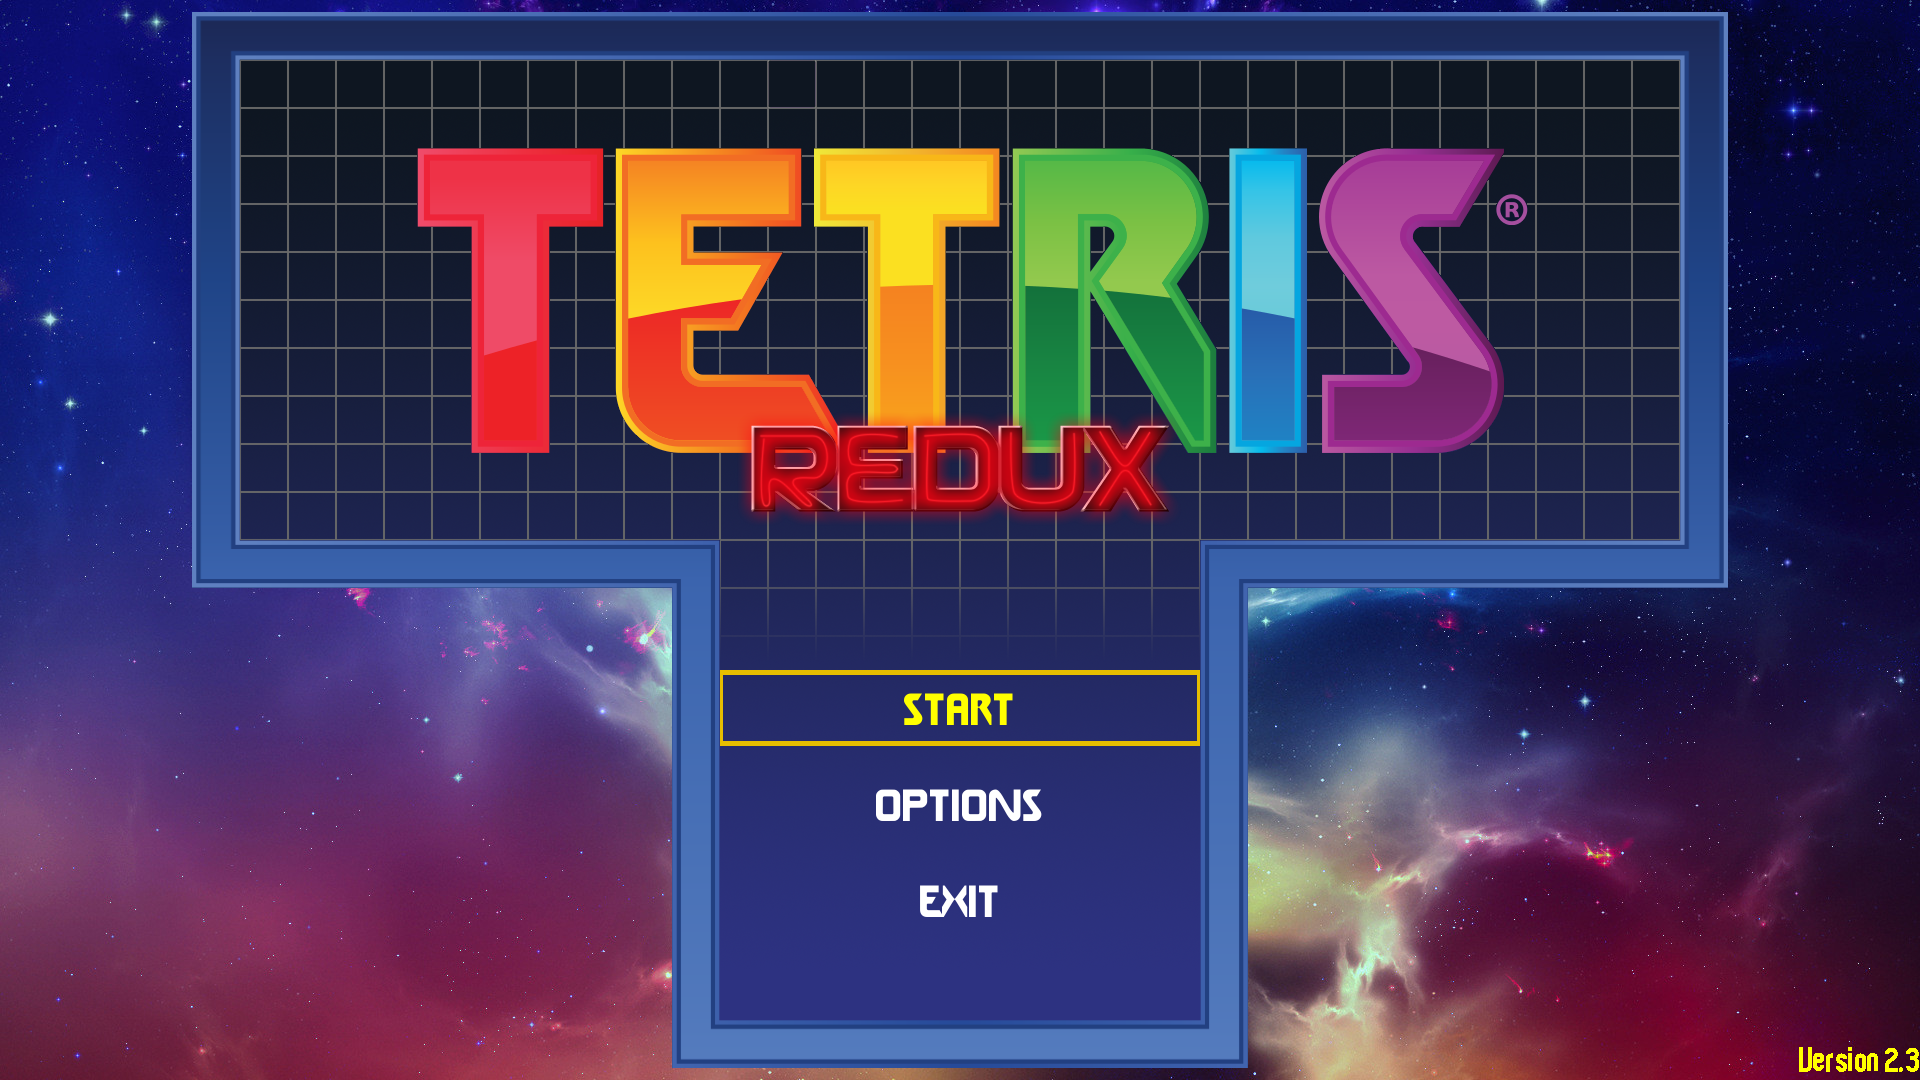 TETRIS®
REDUX
START
OPTIONS
EXIT
Version 2.3